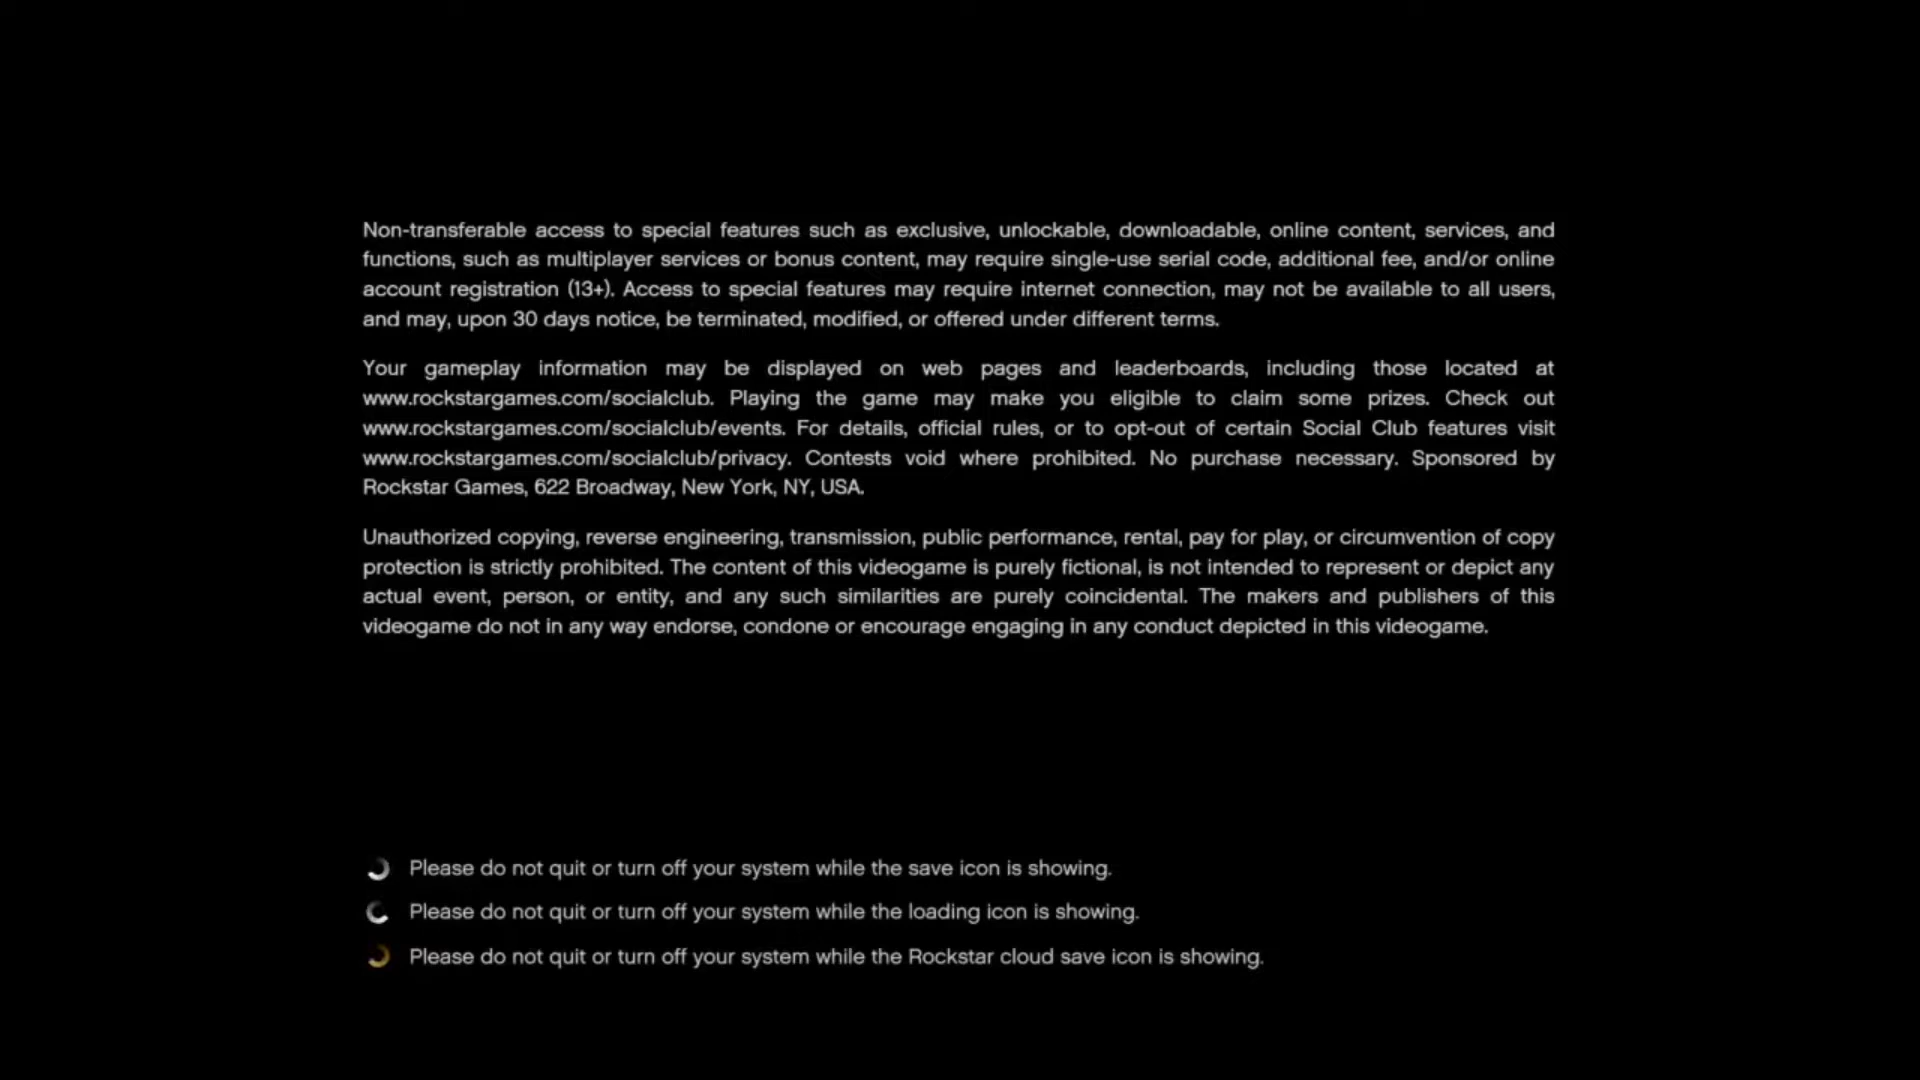 Non-transferable access to special features such as exclusive, unlockable, downloadable, online content, services, and
functions, such as multiplayer services or bonus content, may require single-use serial code, additional fee, and/or online
account registration (13+). Access to special features may require internet connection, may not be available to all users,
and may, upon 30 days notice, be terminated, modified, or offered under different terms.
Your gameplay information may be displayed on web pages and leaderboards, including those located at
www.rockstargames.com/socialclub. Playing the game may make you eligible to claim some prizes. Check out
www.rockstargames.com/socialclub/events. For details, official rules, or to opt-out of certain Social Club features visit
www.rockstargames.com/socialclub/privacy. Contests void where prohibited. No purchase necessary. Sponsored by
Rockstar Games, 622 Broadway, New York, NY, USA.
Unauthorized copying, reverse engineering, transmission, public performance, rental, pay for play, or circumvention of copy
protection is strictly prohibited. The content of this videogame is purely fictional, is not intended to represent or depict any
actual event, person, or entity, and any such similarities are purely coincidental. The makers and publishers of this
videogame do not in any way endorse, condone or encourage engaging in any conduct depicted in this videogame.
Please do not quit or turn off your system while the save icon is showing.
Please do not quit or turn off your system while the loading icon is showing.
Please do not quit or turn off your system while the Rockstar cloud save icon is showing.